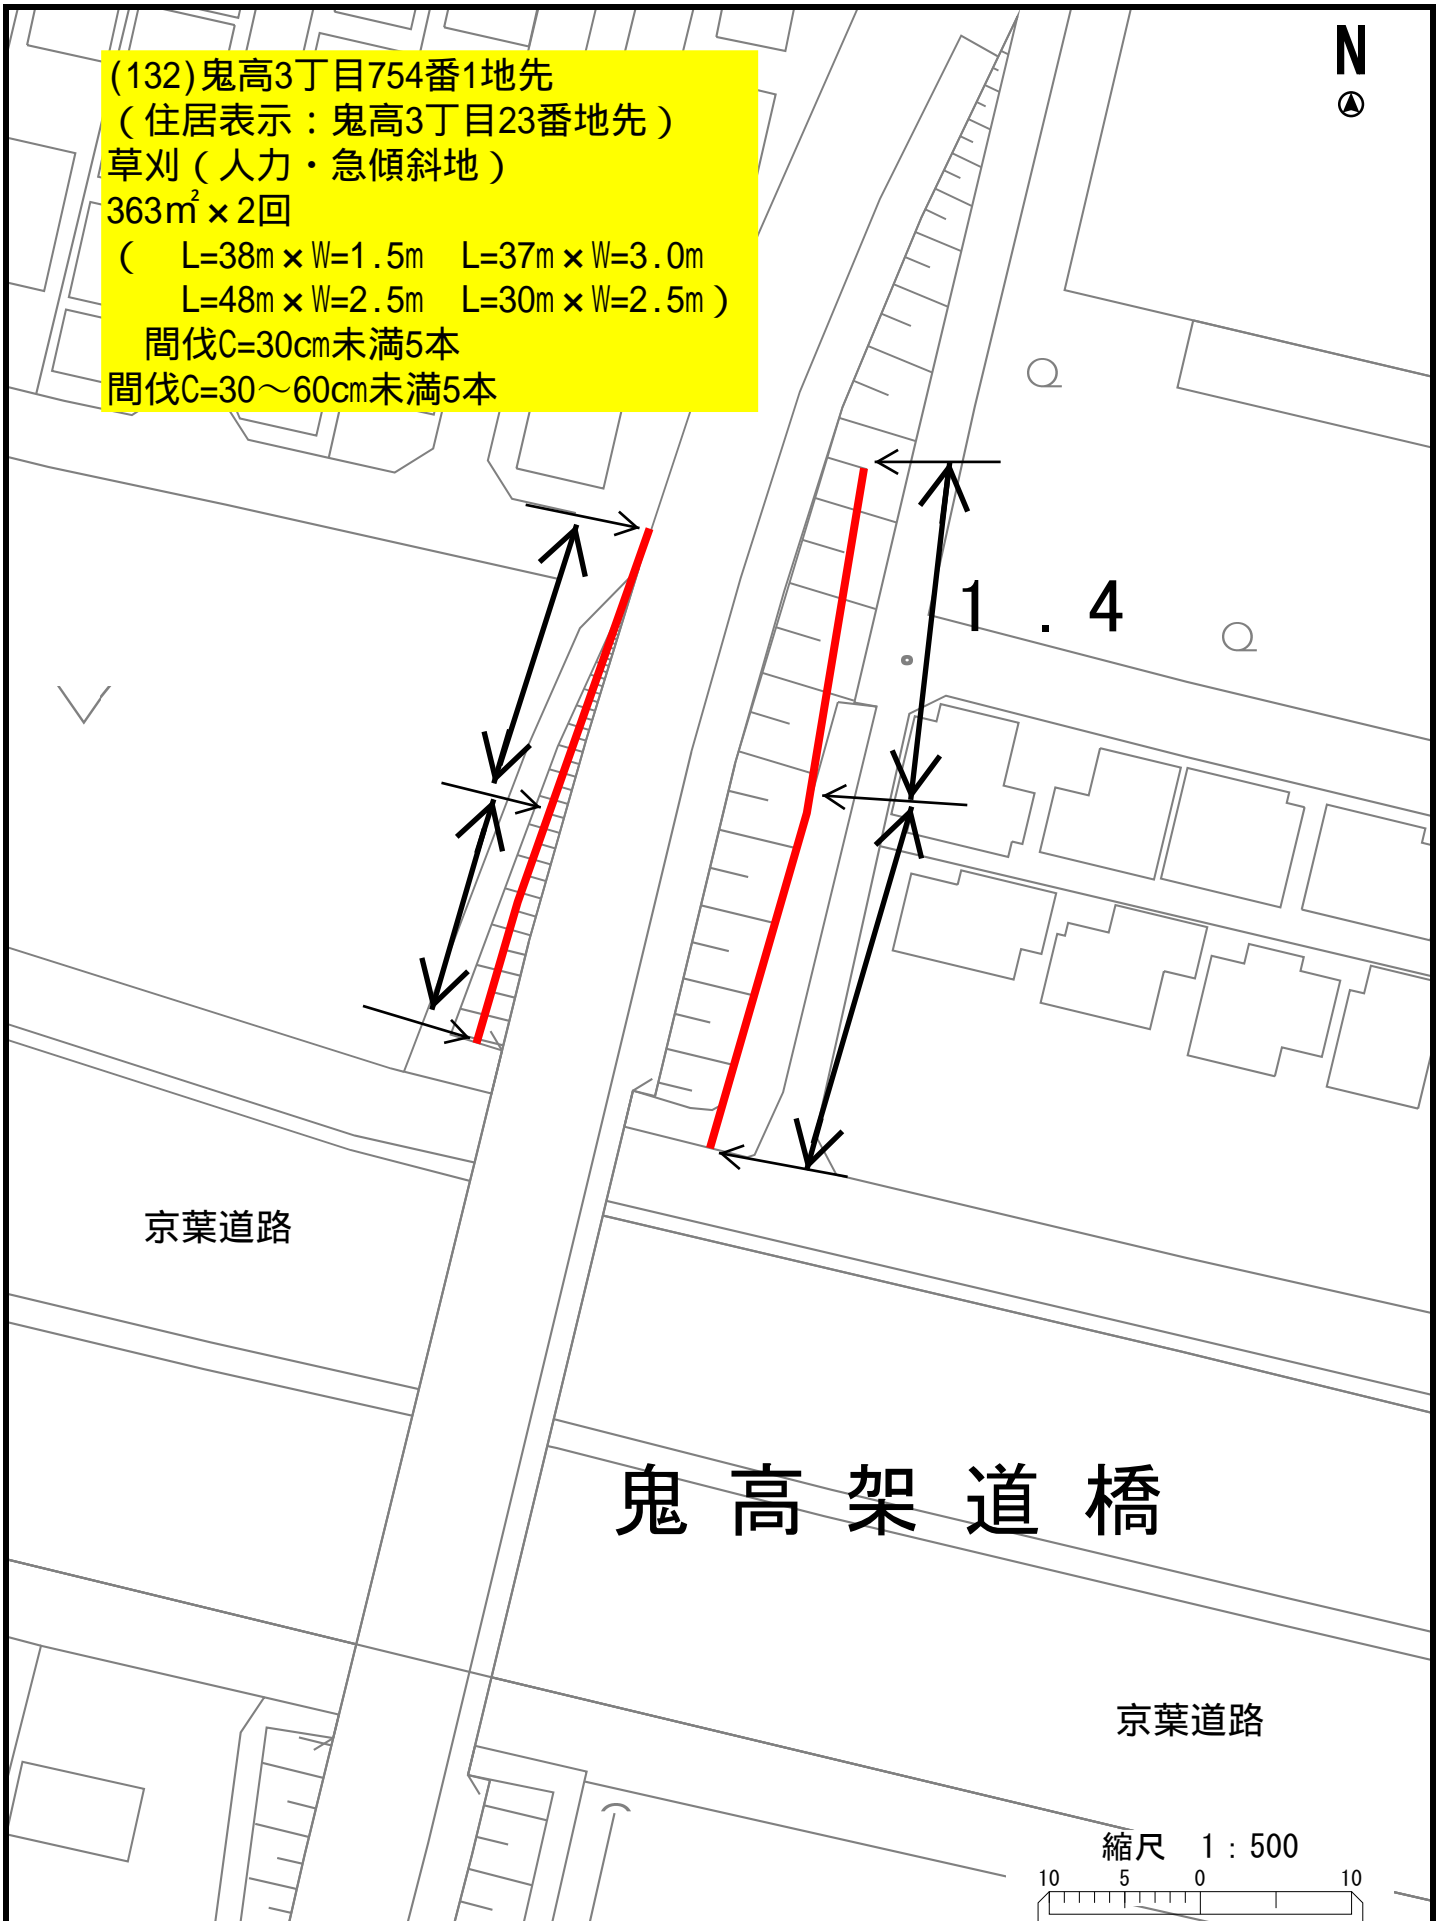 N
(132)鬼高3丁目754番1地先
（住居表示：鬼高3丁目23番地先）
草刈（人力・急傾斜地）
363㎡×2回
（　L=38m×W=1.5m　L=37m×W=3.0m
L=48m×W=2.5m　L=30m×W=2.5m）
間伐C=30cm未満5本
間伐C=30～60cm未満5本
1.4
京葉道路
鬼高架道橋
京葉道路
縮尺　1：500
10 5 0 10